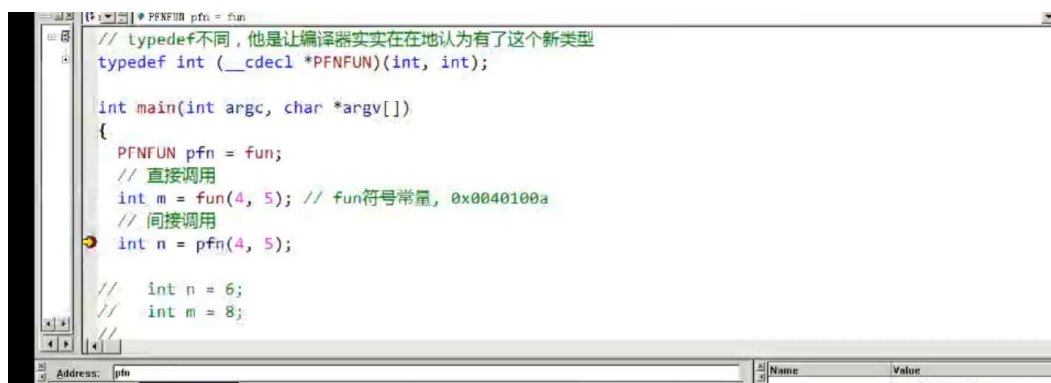 PFNFUN pfn = fun
// typedef不同，他是让编译器实实在在地认为有了这个新类型
typedef int (__cdecl *PFNFUN)(int, int);
int main(int argc, char *argv[])
{
PFNFUN pfn = fun;
// 直接调用
int m = fun(4, 5); // fun符号常量, 0x0040100a
// 间接调用
int n = pfn(4, 5);
// int n = 6;
// int m = 8;
//
Address: pfn
Name Value